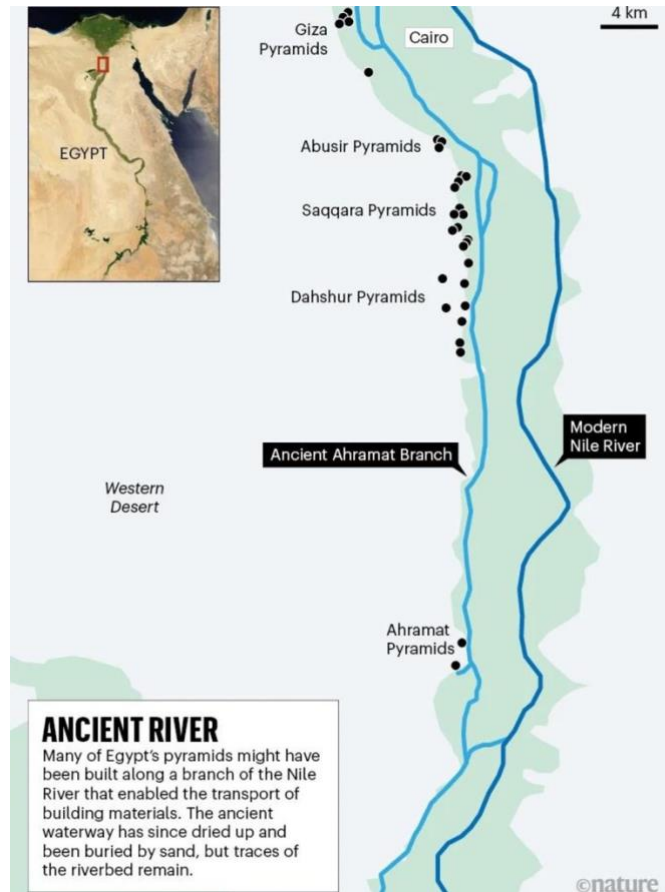 4 km
Giza
Pyramids
Cairo
EGYPT
Abusir Pyramids
Saqqara Pyramids
Dahshur Pyramids
Modern
Nile River
Ancient Ahramat Branch
Western
Desert
Ahramat
Pyramids
ANCIENT RIVER
Many of Egypt's pyramids might have
been built along a branch of the Nile
River that enabled the transport of
building materials. The ancient
waterway has since dried up and
been buried by sand, but traces of
the riverbed remain.
©nature